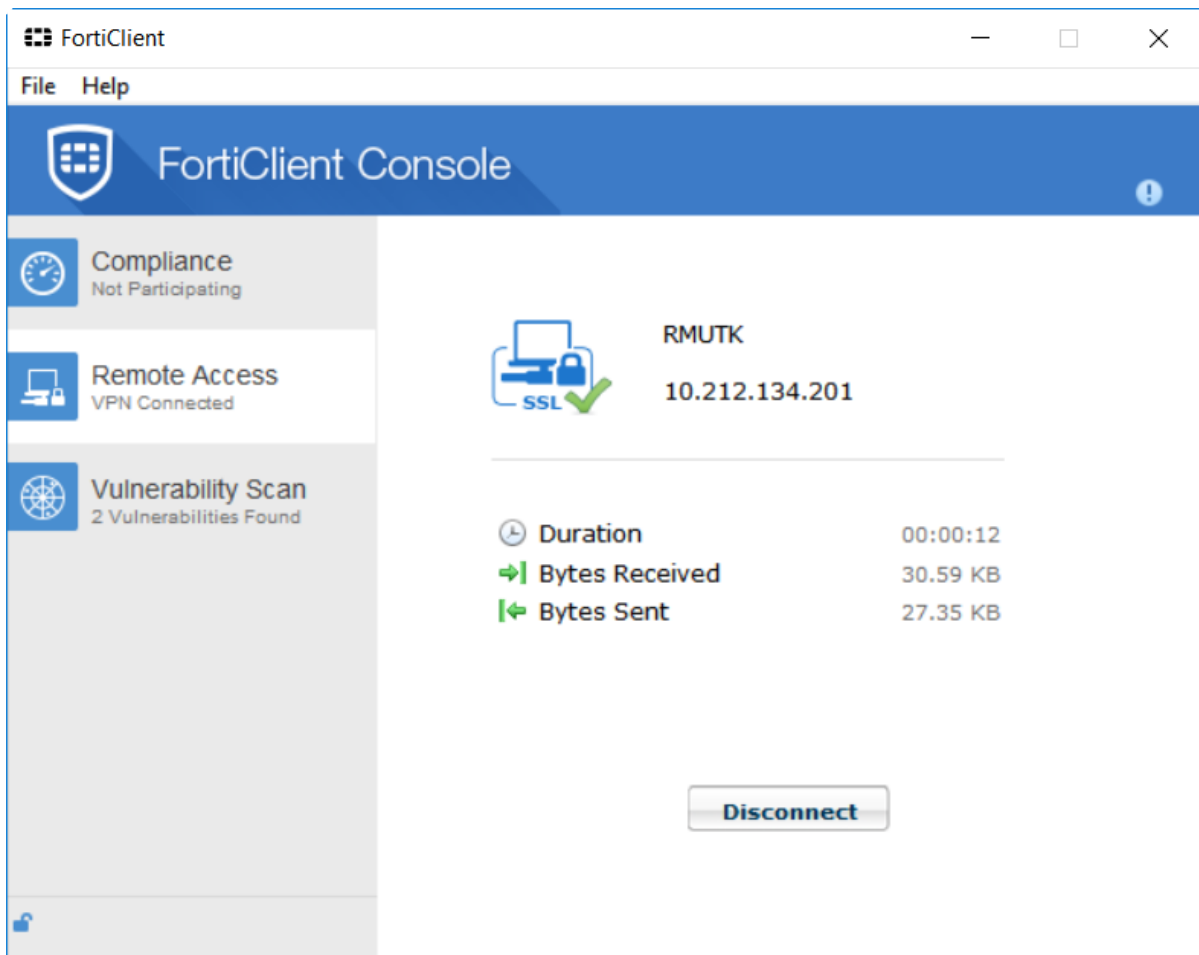 FortiClient
File Help
FortiClient Console
Compliance
Not Participating
Remote Access
VPN Connected
Vulnerability Scan
2 Vulnerabilities Found
SSL
RMUTK
10.212.134.201
Duration 00:00:12
Bytes Received 30.59 KB
Bytes Sent 27.35 KB
Disconnect